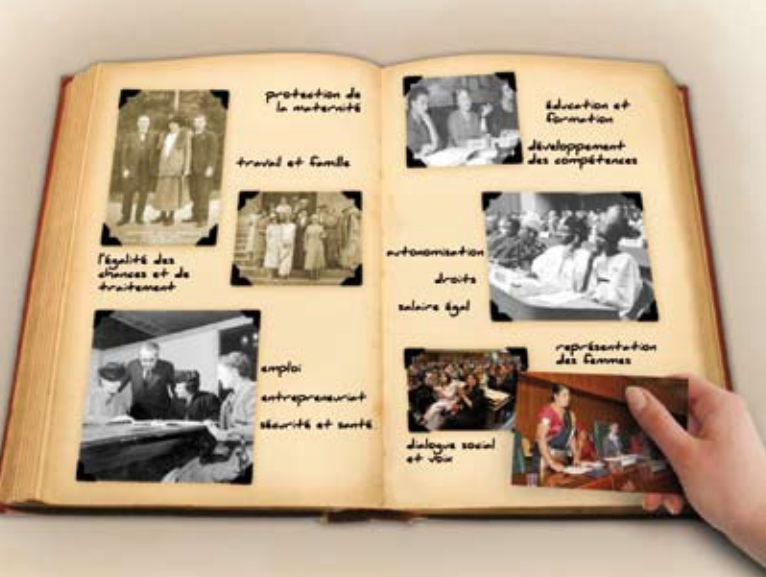 protection de
la maternité
travail et famille
l'égalité des
chances et de
traitement
emploi
entrepreneuriat
sécurité et santé
éducation et
formation
développement
des compétences
autonomisation
droits
salaire égal
représentation
des femmes
dialogue social
et voix